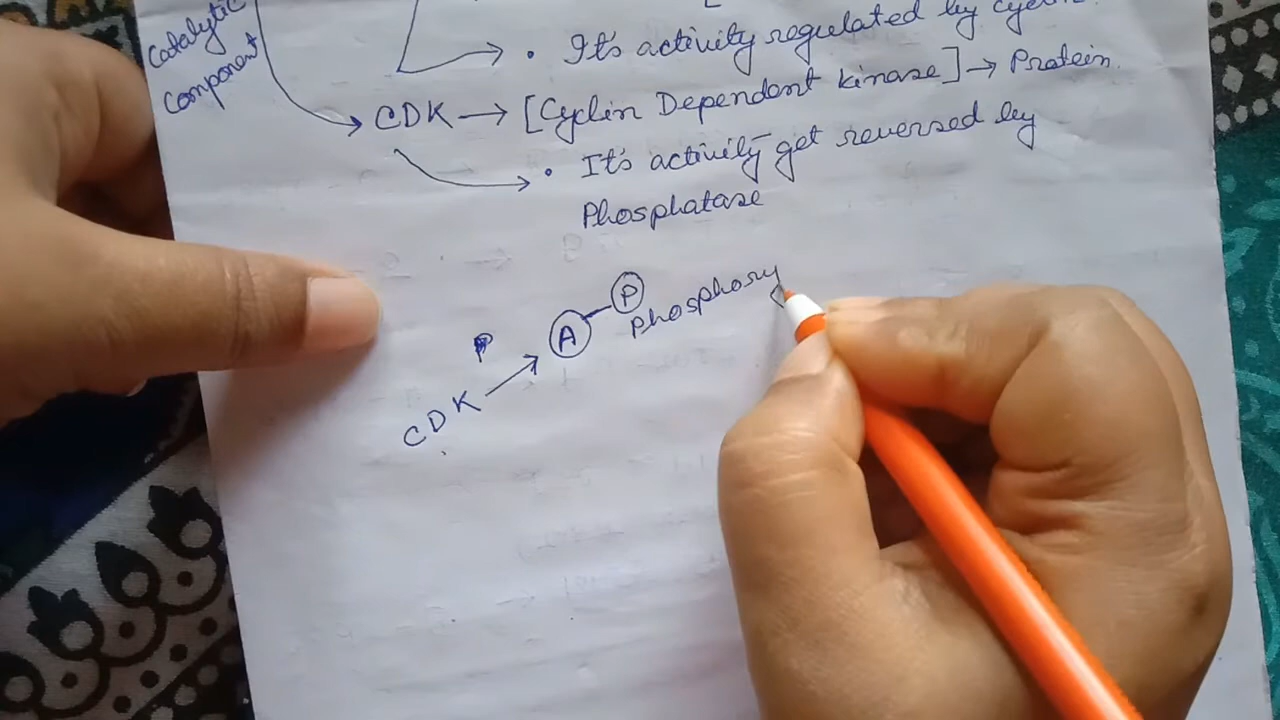 Catalytic
Component
• It's activity regulated by
CDK → [Cyclin Dependent kinase] → Protein.
• It's activity get reversed by
Phosphatase
CDK → A - P
P
Phosphory